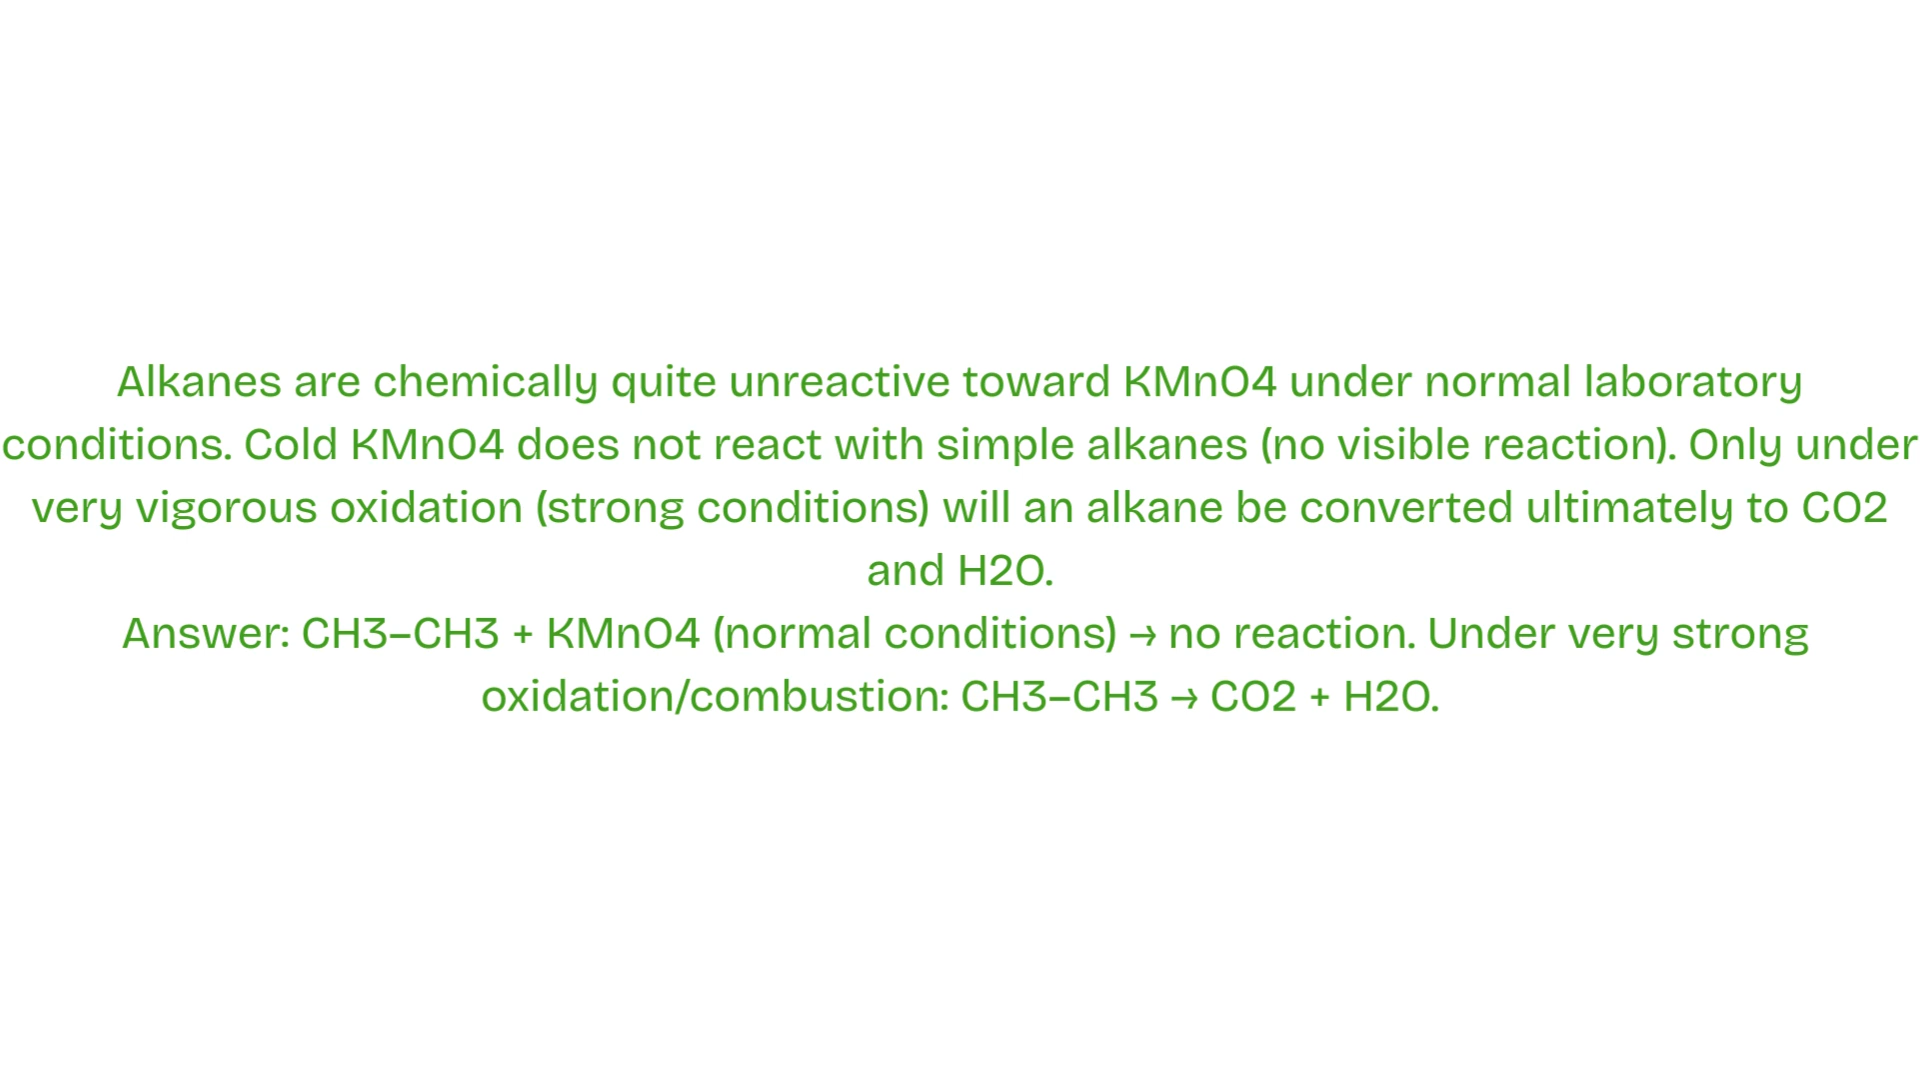 Alkanes are chemically quite unreactive toward KMnO4 under normal laboratory
conditions. Cold KMnO4 does not react with simple alkanes (no visible reaction). Only under
very vigorous oxidation (strong conditions) will an alkane be converted ultimately to CO2
and H2O.
Answer: CH3–CH3 + KMnO4 (normal conditions) → no reaction. Under very strong
oxidation/combustion: CH3–CH3 → CO2 + H2O.